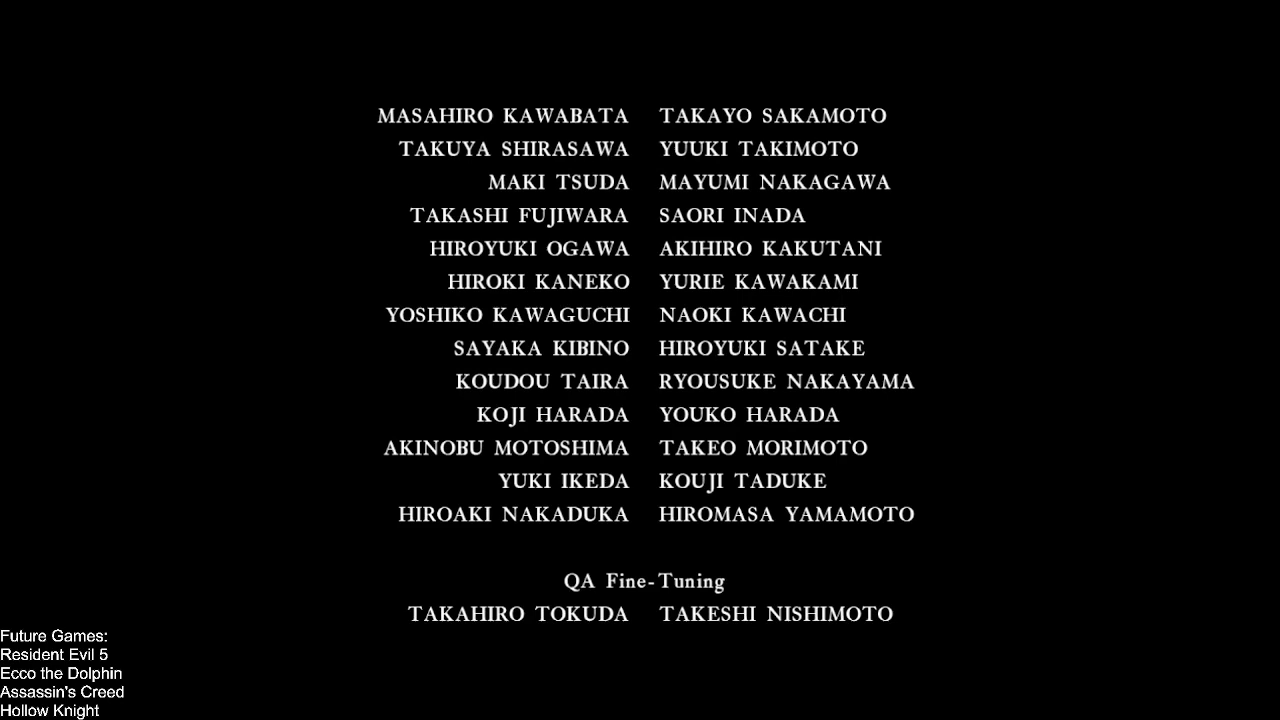 MASAHIRO KAWABATA TAKAYO SAKAMOTO
TAKUYA SHIRASAWA YUUKI TAKIMOTO
MAKI TSUDA MAYUMI NAKAGAWA
TAKASHI FUJIWARA SAORI INADA
HIROYUKI OGAWA AKIHIRO KAKUTANI
HIROKI KANEKO YURIE KAWAKAMI
YOSHIKO KAWAGUCHI NAOKI KAWACHI
SAYAKA KIBINO HIROYUKI SATAKE
KOUDOU TAIRA RYOUSUKE NAKAYAMA
KOJI HARADA YOUKO HARADA
AKINOBU MOTOSHIMA TAKEO MORIMOTO
YUKI IKEDA KOUJI TADUKE
HIROAKI NAKADUKA HIROMASA YAMAMOTO
QA Fine-Tuning
TAKAHIRO TOKUDA TAKESHI NISHIMOTO
Future Games:
Resident Evil 5
Ecco the Dolphin
Assassin's Creed
Hollow Knight